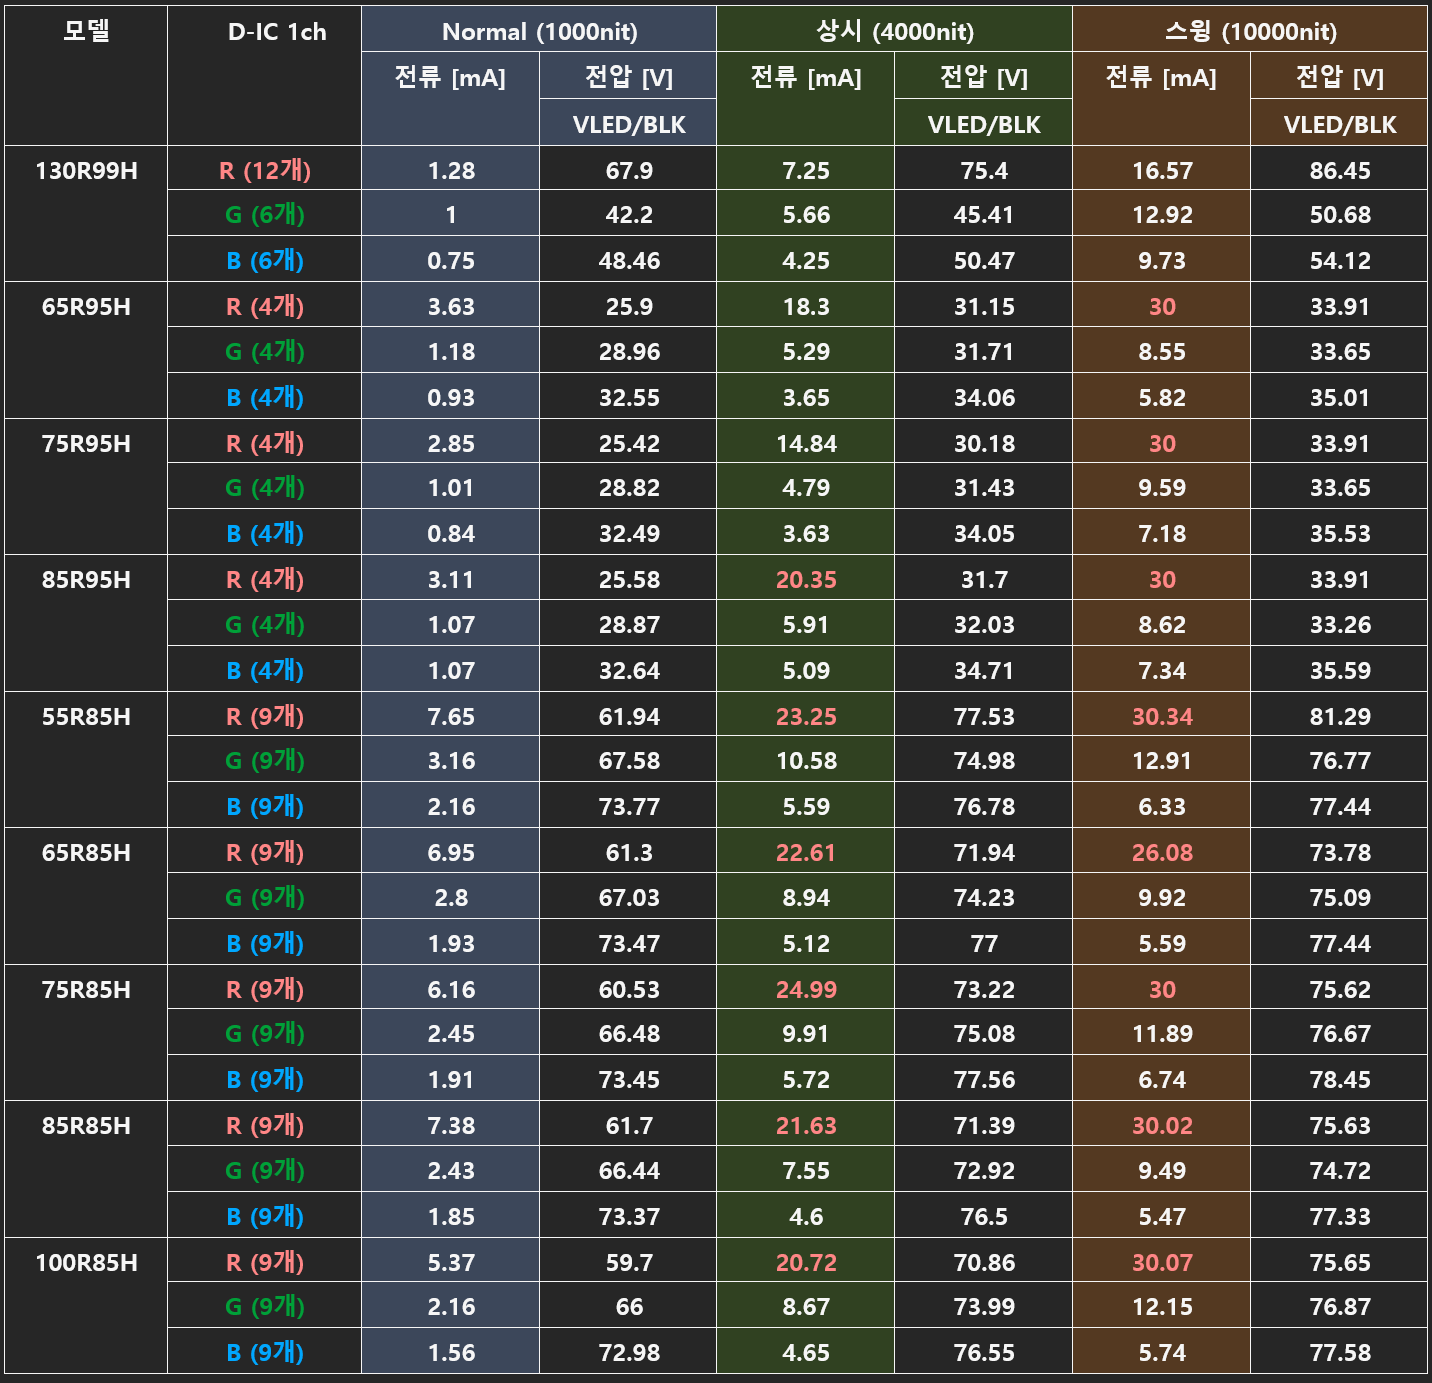 모델 D-IC 1ch Normal (1000nit) 상시 (4000nit) 스윙 (10000nit)
전류 [mA] 전압 [V] 전류 [mA] 전압 [V] 전류 [mA] 전압 [V]
VLED/BLK VLED/BLK VLED/BLK
130R99H R (12개) 1.28 67.9 7.25 75.4 16.57 86.45
G (6개) 1 42.2 5.66 45.41 12.92 50.68
B (6개) 0.75 48.46 4.25 50.47 9.73 54.12
65R95H R (4개) 3.63 25.9 18.3 31.15 30 33.91
G (4개) 1.18 28.96 5.29 31.71 8.55 33.65
B (4개) 0.93 32.55 3.65 34.06 5.82 35.01
75R95H R (4개) 2.85 25.42 14.84 30.18 30 33.91
G (4개) 1.01 28.82 4.79 31.43 9.59 33.65
B (4개) 0.84 32.49 3.63 34.05 7.18 35.53
85R95H R (4개) 3.11 25.58 20.35 31.7 30 33.91
G (4개) 1.07 28.87 5.91 32.03 8.62 33.26
B (4개) 1.07 32.64 5.09 34.71 7.34 35.59
55R85H R (9개) 7.65 61.94 23.25 77.53 30.34 81.29
G (9개) 3.16 67.58 10.58 74.98 12.91 76.77
B (9개) 2.16 73.77 5.59 76.78 6.33 77.44
65R85H R (9개) 6.95 61.3 22.61 71.94 26.08 73.78
G (9개) 2.8 67.03 8.94 74.23 9.92 75.09
B (9개) 1.93 73.47 5.12 77 5.59 77.44
75R85H R (9개) 6.16 60.53 24.99 73.22 30 75.62
G (9개) 2.45 66.48 9.91 75.08 11.89 76.67
B (9개) 1.91 73.45 5.72 77.56 6.74 78.45
85R85H R (9개) 7.38 61.7 21.63 71.39 30.02 75.63
G (9개) 2.43 66.44 7.55 72.92 9.49 74.72
B (9개) 1.85 73.37 4.6 76.5 5.47 77.33
100R85H R (9개) 5.37 59.7 20.72 70.86 30.07 75.65
G (9개) 2.16 66 8.67 73.99 12.15 76.87
B (9개) 1.56 72.98 4.65 76.55 5.74 77.58